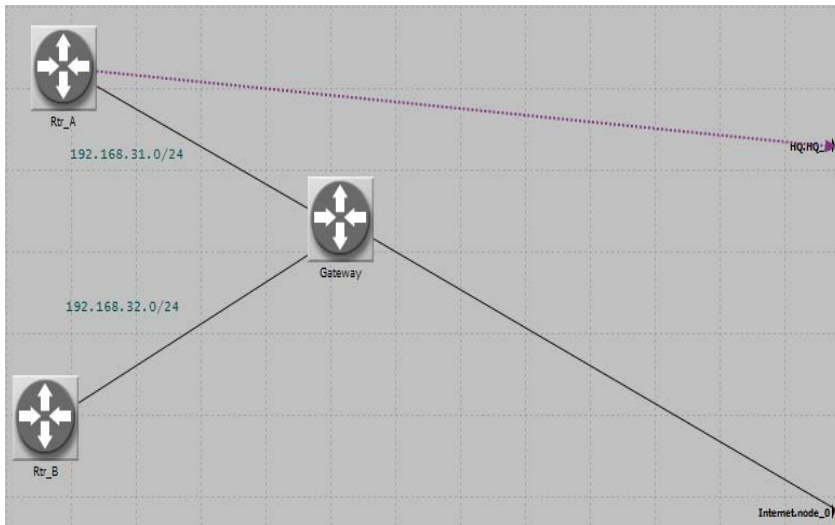 Rtr_A
HQ:HQ_
192.168.31.0/24
Gateway
192.168.32.0/24
Rtr_B
Internet.node_0